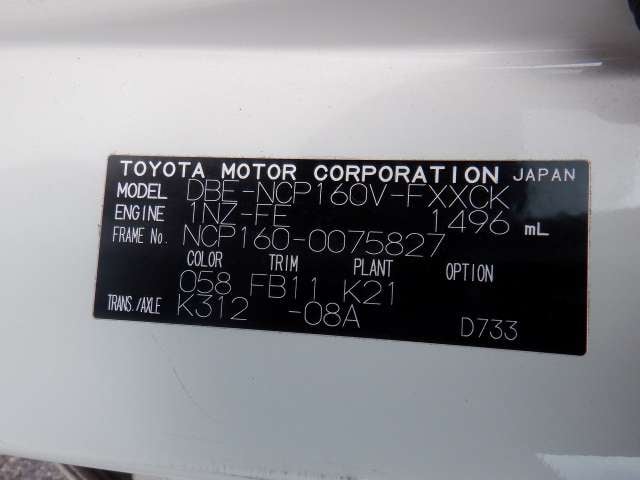 TOYOTA MOTOR CORPORATION JAPAN
MODEL DBE-NCP160V-FXXCK
ENGINE 1NZ-FE 1496 mL
FRAME No. NCP160-0075827
COLOR TRIM PLANT OPTION
058 FB11 K21
TRANS./AXLE K312 -08A D733